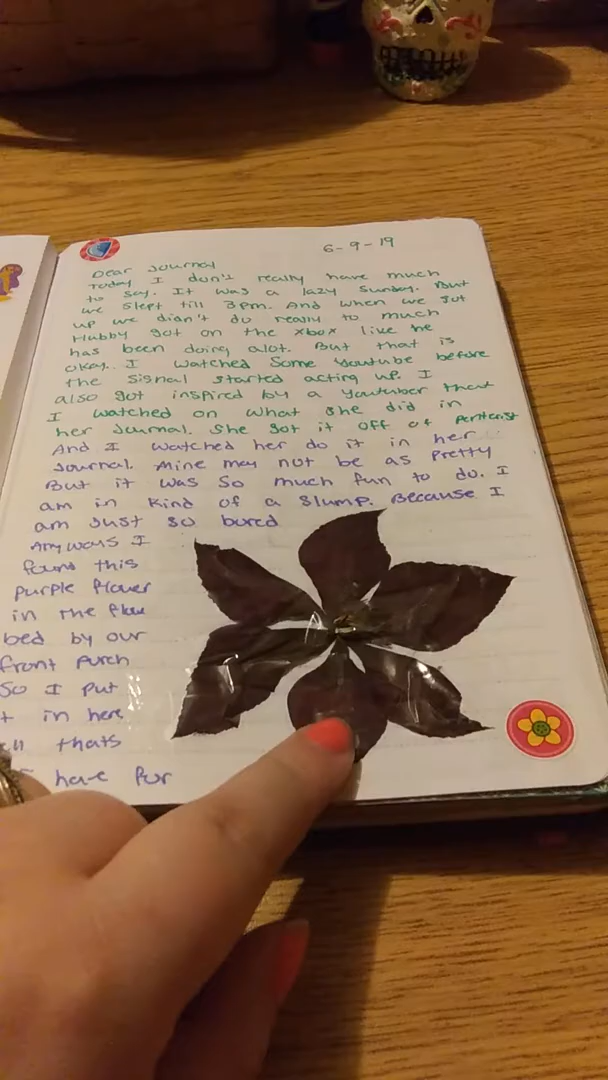 6-9-19
Dear Journal
Today I don't really have much
to say. It was a lazy Sunday. But
we slept till 3pm. And when we got
up we didn't do really to much
Hubby got on the xbox like he
has been doing alot. But that is
okay. I watched Some Youtube before
the signal started acting up. I
also got inspired by a Youtuber that
I watched on what she did in
her Journal. She got it off of Penterist
And I watched her do it in her
Journal. Mine may not be as Pretty
But it was so much fun to do. I
am in kind of a slump. Because I
am just so bored
Anyways I
found this
purple flower
in the flow
bed by our
front porch
So I put
t in here
ell thats
I have for